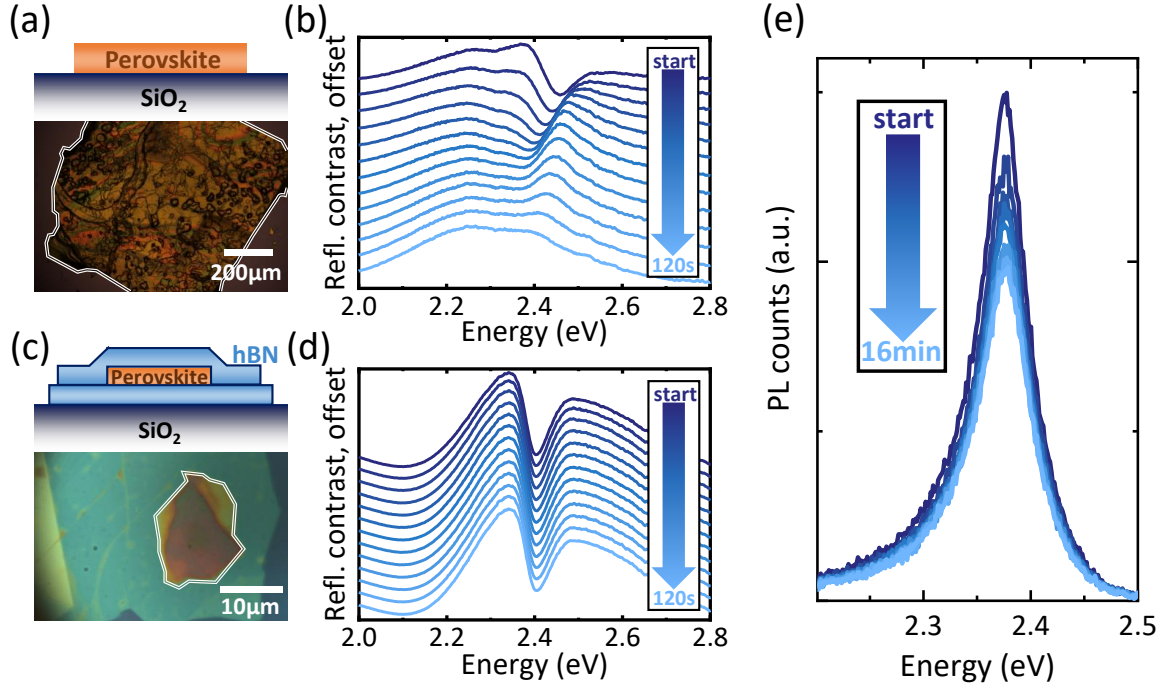 (a)
Perovskite
SiO₂
200μm
(b)
Refl. contrast, offset
start
120s
2.0 2.2 2.4 2.6 2.8
Energy (eV)
(c)
hBN
Perovskite
SiO₂
10μm
(d)
Refl. contrast, offset
start
120s
2.0 2.2 2.4 2.6 2.8
Energy (eV)
(e)
PL counts (a.u.)
start
16min
2.3 2.4 2.5
Energy (eV)